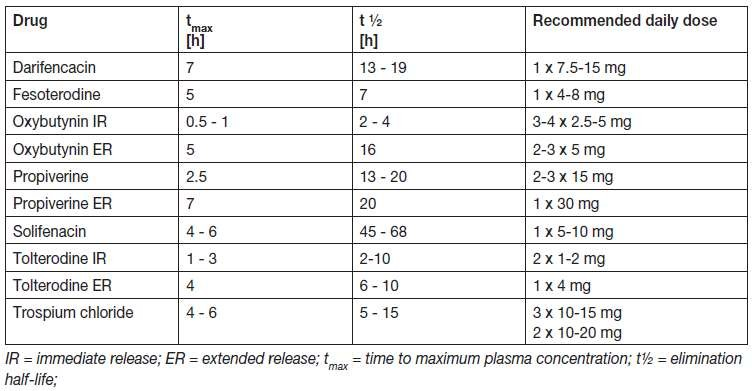 Drug t max [h] t ½ [h] Recommended daily dose
Darifencacin 7 13 - 19 1 x 7.5-15 mg
Fesoterodine 5 7 1 x 4-8 mg
Oxybutynin IR 0.5 - 1 2 - 4 3-4 x 2.5-5 mg
Oxybutynin ER 5 16 2-3 x 5 mg
Propiverine 2.5 13 - 20 2-3 x 15 mg
Propiverine ER 7 20 1 x 30 mg
Solifenacin 4 - 6 45 - 68 1 x 5-10 mg
Tolterodine IR 1 - 3 2-10 2 x 1-2 mg
Tolterodine ER 4 6 - 10 1 x 4 mg
Trospium chloride 4 - 6 5 - 15 3 x 10-15 mg
2 x 10-20 mg
IR = immediate release; ER = extended release; tmax = time to maximum plasma concentration; t½ = elimination
half-life;